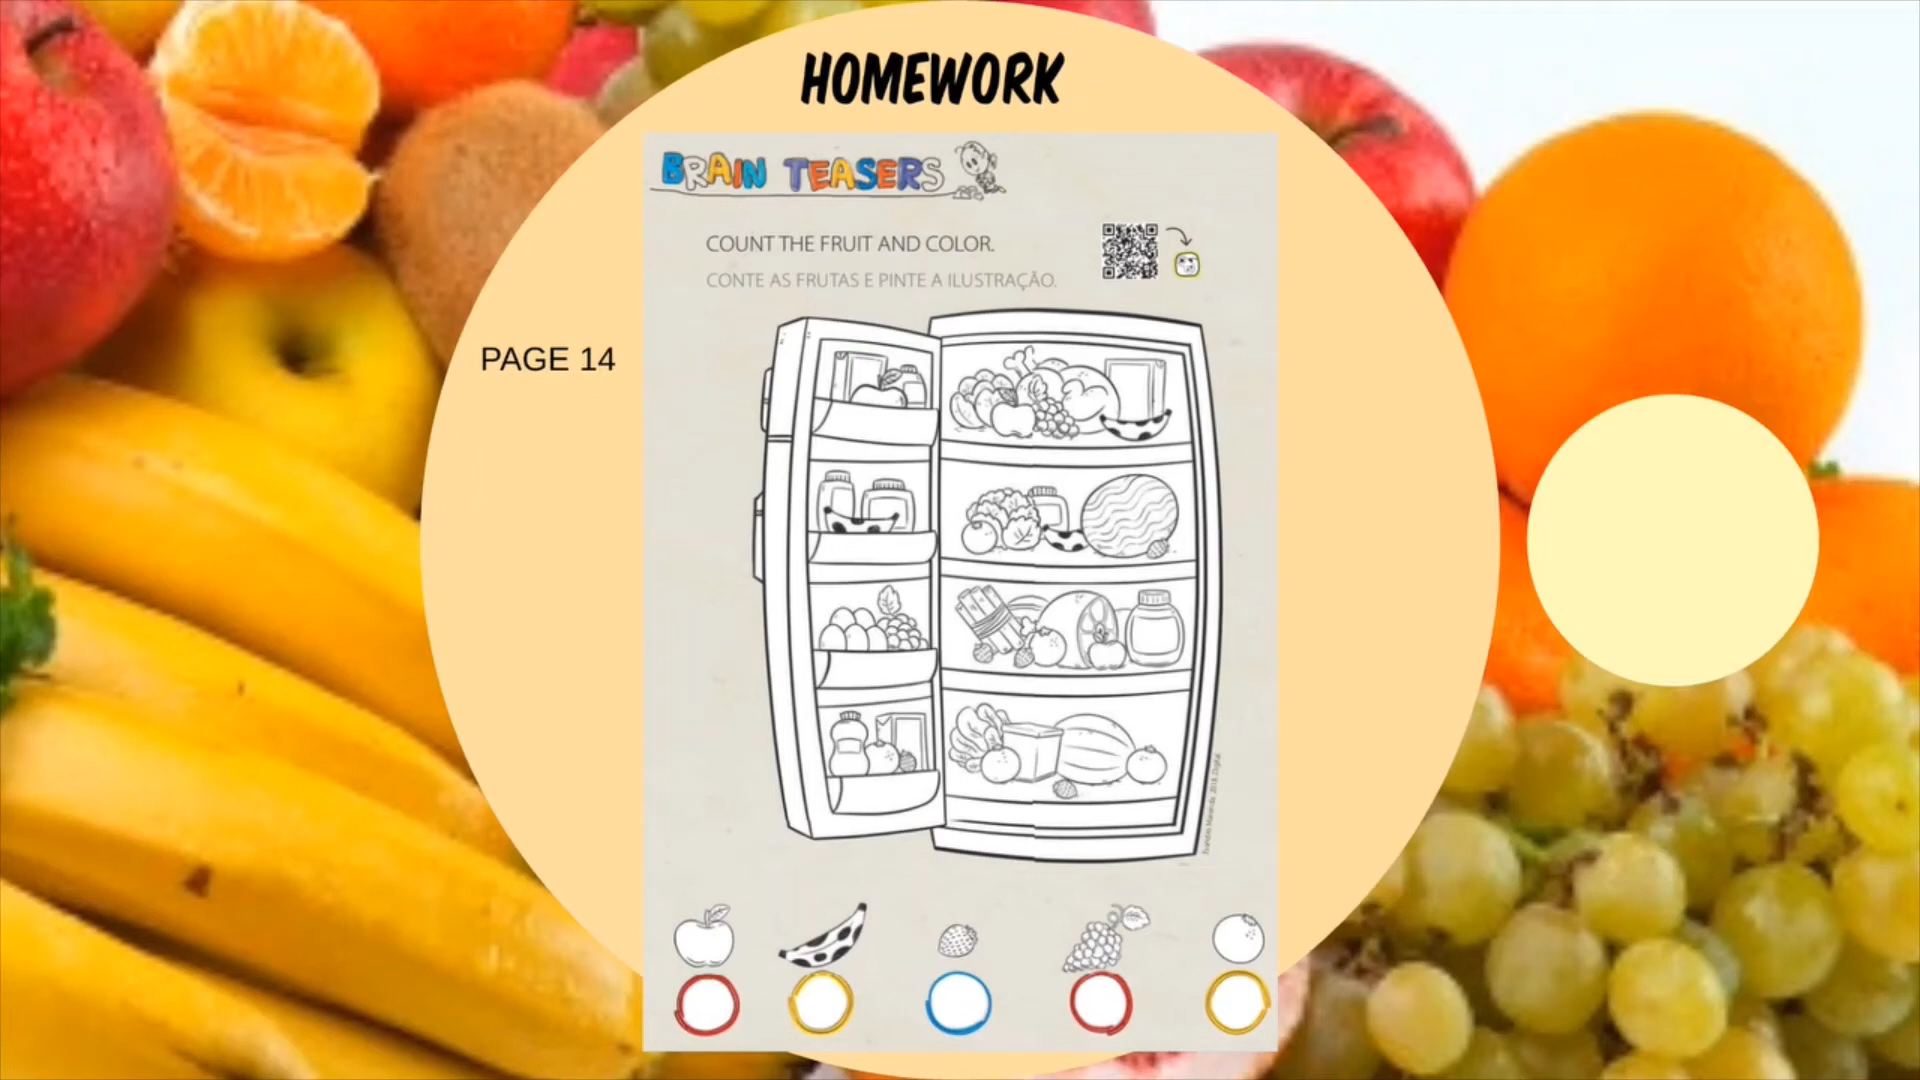 HOMEWORK
BRAIN TEASERS
COUNT THE FRUIT AND COLOR.
CONTE AS FRUTAS E PINTE A ILUSTRAÇÃO.
PAGE 14